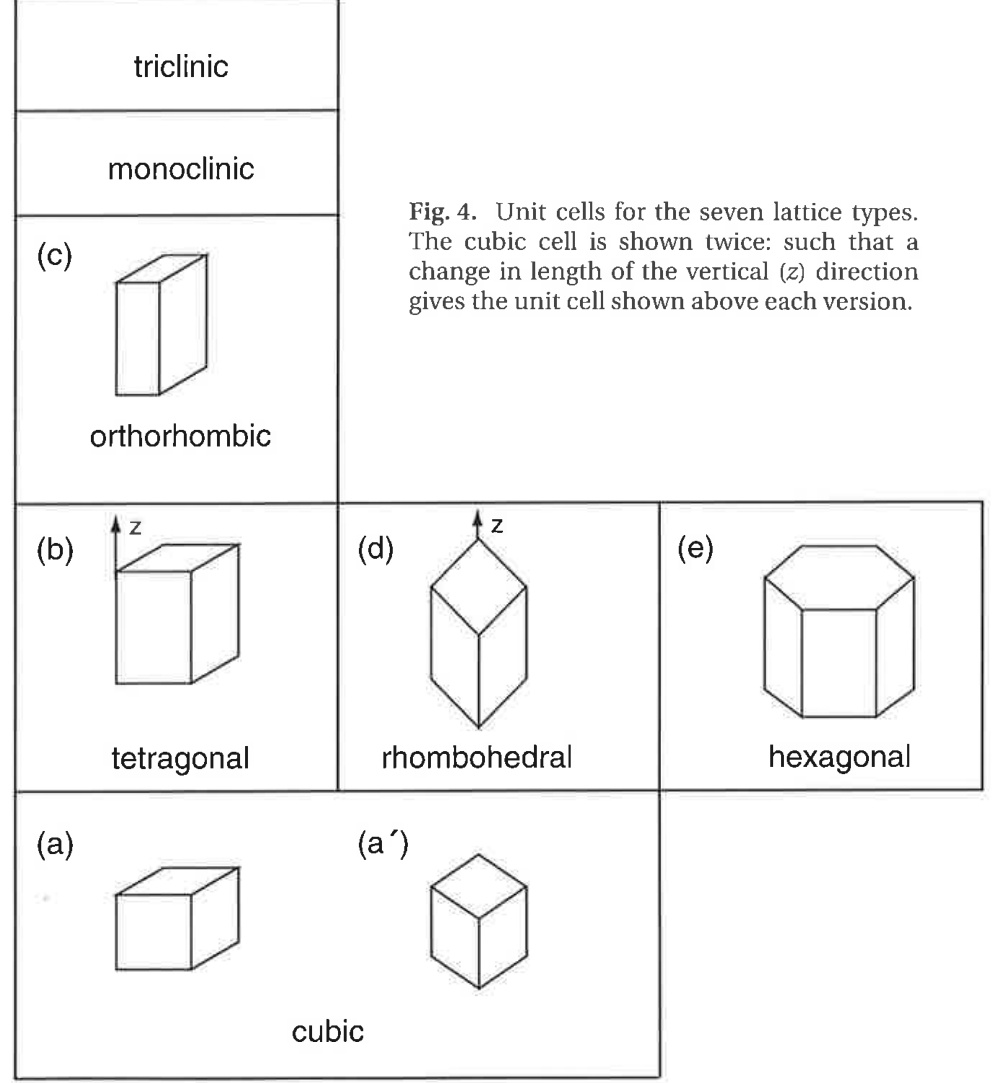 triclinic
monoclinic
Fig. 4. Unit cells for the seven lattice types.
The cubic cell is shown twice: such that a
change in length of the vertical (z) direction
gives the unit cell shown above each version.
(c)
orthorhombic
(b)
z
tetragonal
(d)
z
rhombohedral
(e)
hexagonal
(a)
(a´)
cubic